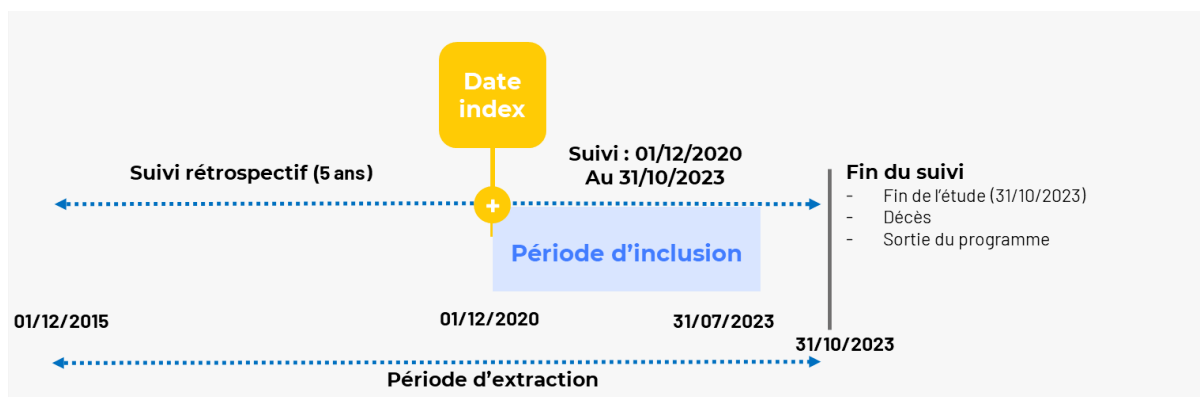 Date
index
Suivi rétrospectif (5 ans)
Suivi : 01/12/2020
Au 31/10/2023
Fin du suivi
- Fin de l'étude (31/10/2023)
- Décès
- Sortie du programme
+
Période d'inclusion
01/12/2015
01/12/2020
31/07/2023
31/10/2023
Période d'extraction